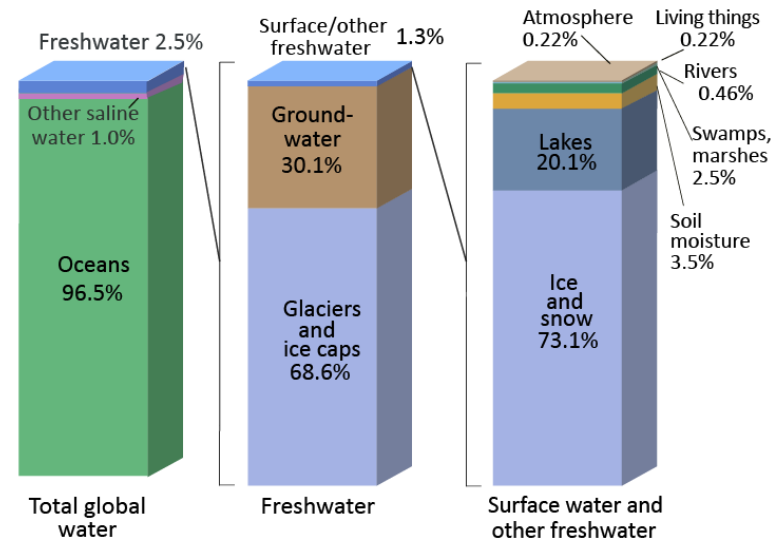 Freshwater 2.5%
Other saline
water 1.0%
Oceans
96.5%
Total global
water
Surface/other
freshwater
1.3%
Ground-
water
30.1%
Glaciers
and
ice caps
68.6%
Freshwater
Atmosphere
0.22%
Living things
0.22%
Rivers
0.46%
Swamps,
marshes
2.5%
Soil
moisture
3.5%
Lakes
20.1%
Ice
and
snow
73.1%
Surface water and
other freshwater